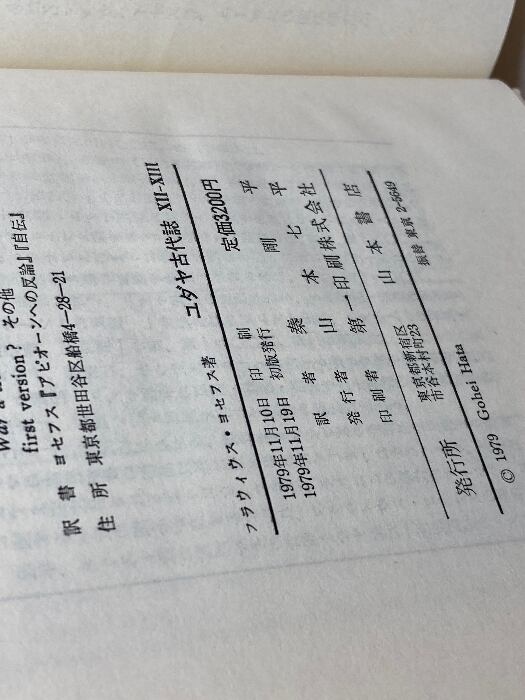 first version? その他
訳 書 ヨセフス『アピオーンへの反論』『自伝』
住 所 東京都世田谷区船橋4—28—21
ユダヤ古代誌 XII-XIII
フラウィウス・ヨセフス著 定価3200円
1979年11月10日 印 刷
1979年11月19日 初版発行
訳 者 秦 剛 平
発行者 山 本 七 平
印刷者 第一印刷株式会社
発行所 東京都新宿区市谷本村町23 山 本 書 店
振替 東京 2-6649
© 1979 Gohei Hata